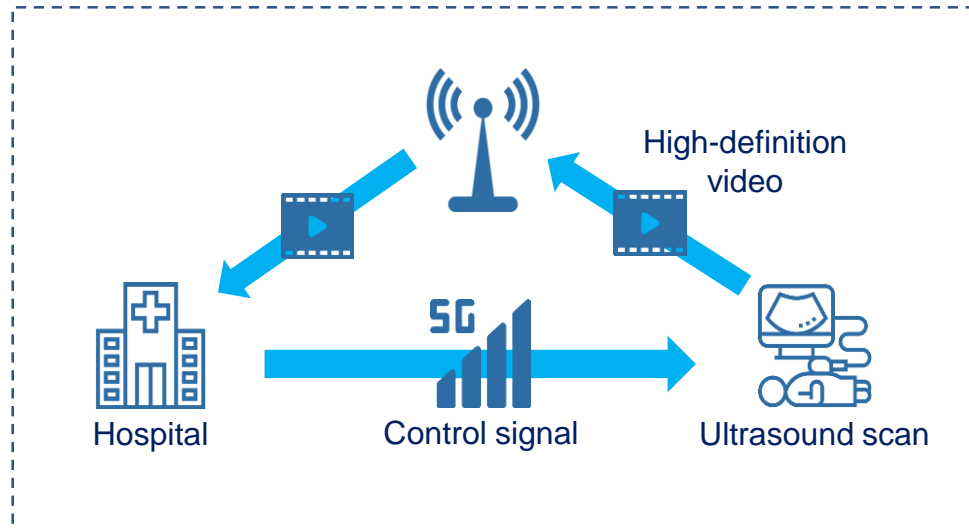 High-definition
video
5G
Hospital
Control signal
Ultrasound scan